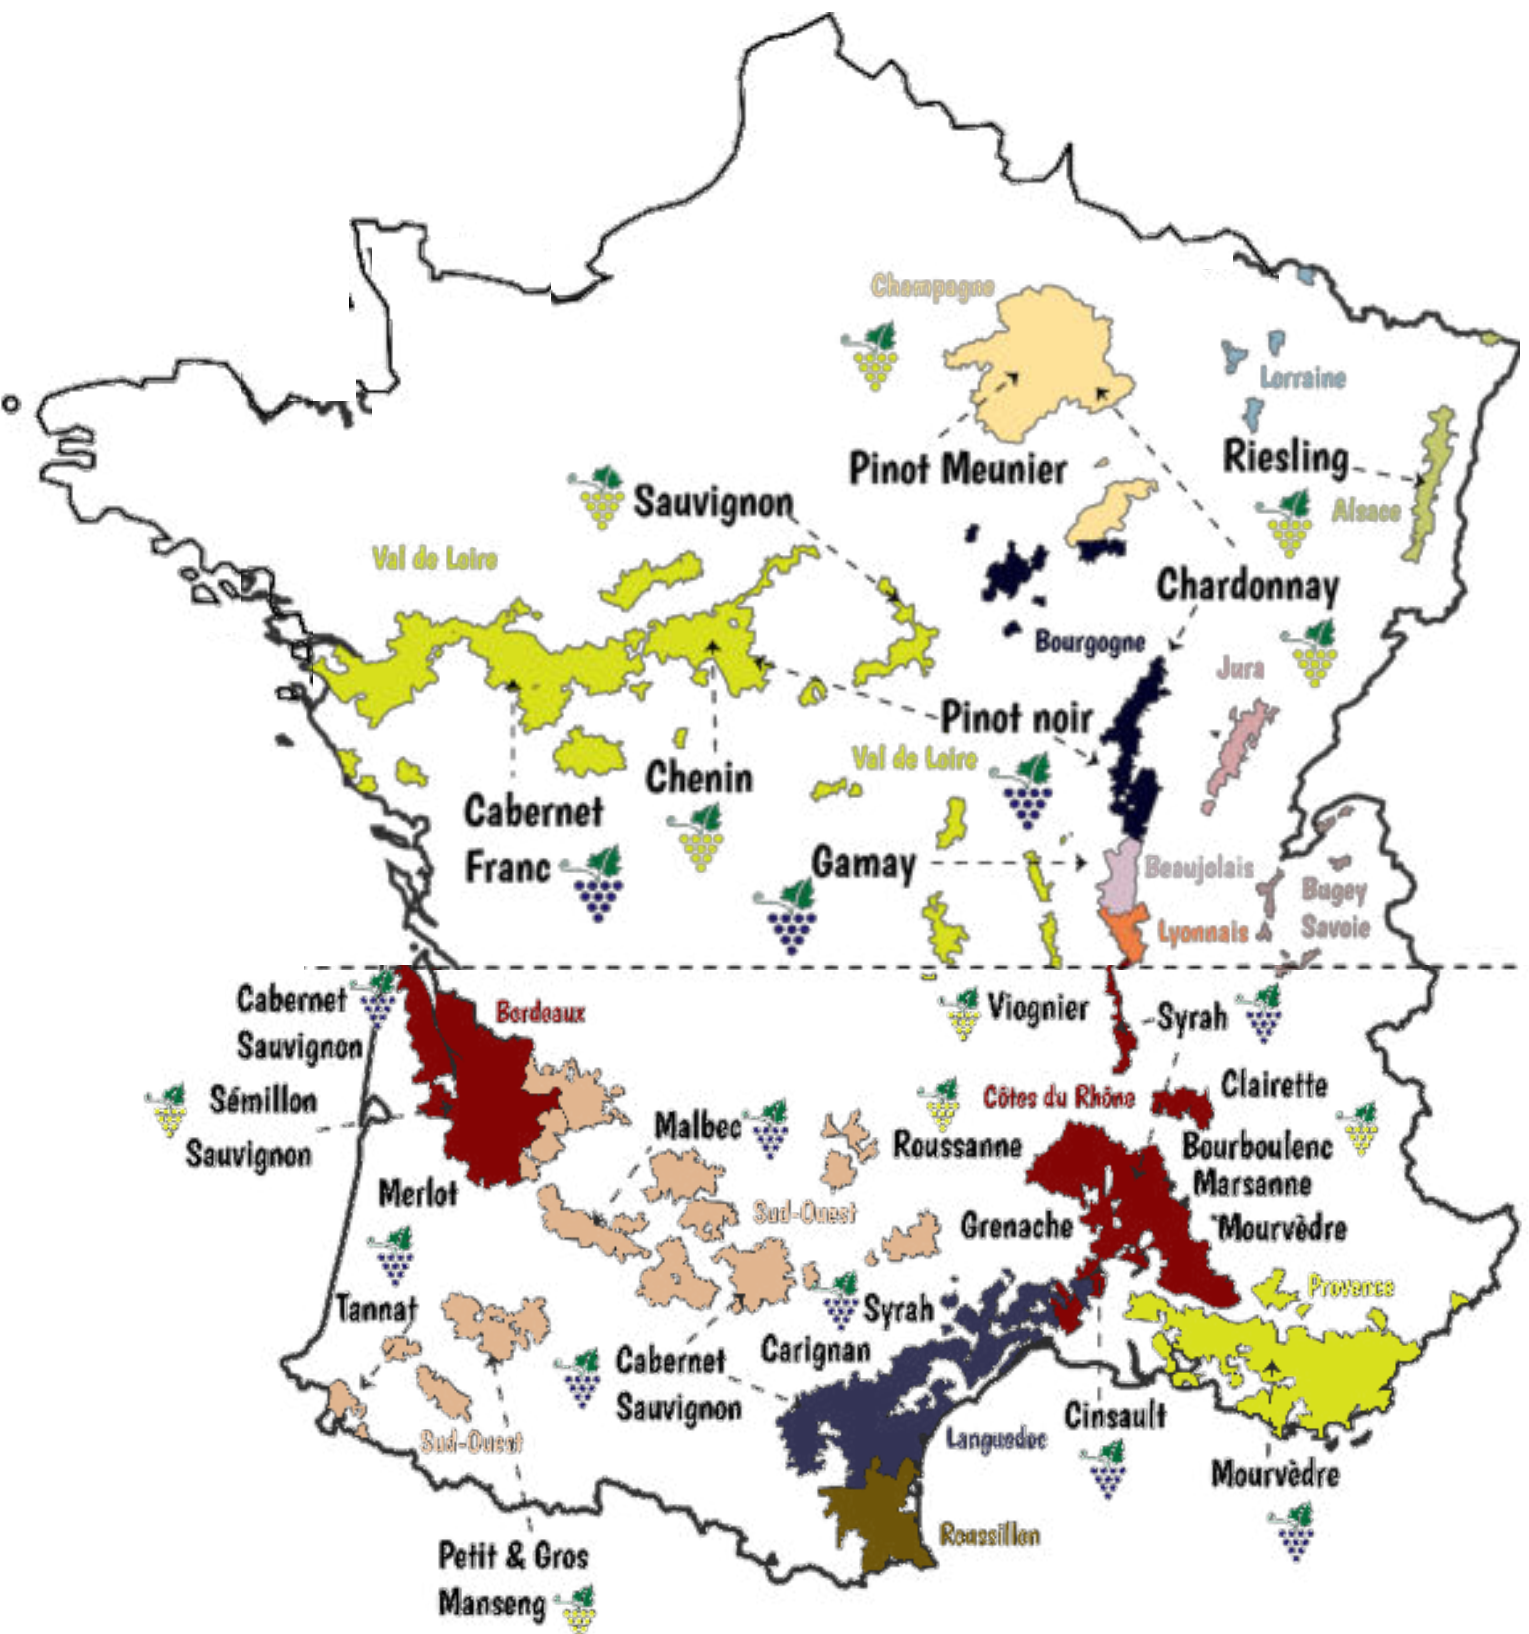 Champagne
Lorraine
Riesling
Pinot Meunier
Sauvignon
Alsace
Val de Loire
Chardonnay
Bourgogne
Jura
Pinot noir
Val de Loire
Chenin
Cabernet
Franc
Gamay
Beaujolais
Bugey
Savoie
Lyonnais
Cabernet
Sauvignon
Bordeaux
Viognier
Syrah
Sémillon
Sauvignon
Malbec
Côtes du Rhône
Clairette
Roussanne
Bourboulenc
Marsanne
Merlot
Sud-Ouest
Grenache
Mourvèdre
Provence
Tannat
Syrah
Carignan
Cabernet
Sauvignon
Cinsault
Sud-Ouest
Languedoc
Mourvèdre
Roussillon
Petit & Gros
Manseng